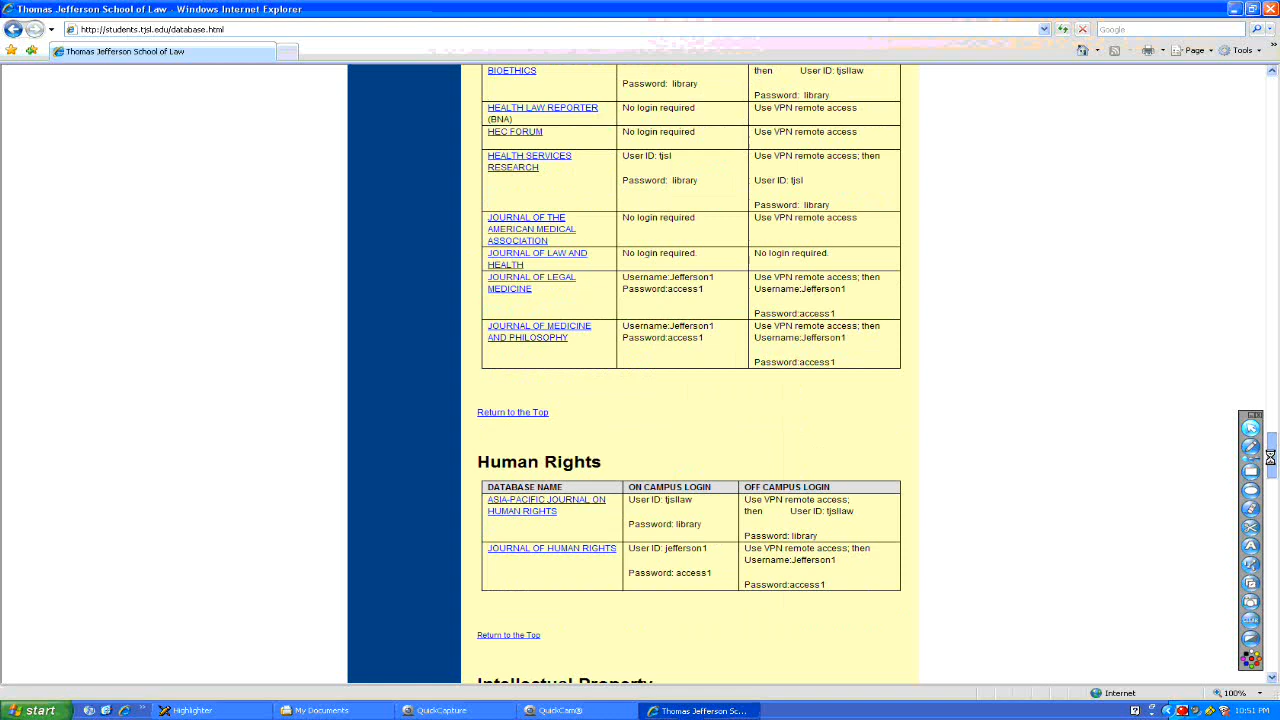 Thomas Jefferson School of Law - Windows Internet Explorer
http://students.tjsl.edu/database.html
Google
Thomas Jefferson School of Law
Page
Tools
BIOETHICS
Password: library
then User ID: tjsllaw
Password: library
HEALTH LAW REPORTER (BNA)
No login required
Use VPN remote access
HEC FORUM
No login required
Use VPN remote access
HEALTH SERVICES RESEARCH
User ID: tjsl
Password: library
Use VPN remote access; then
User ID: tjsl
Password: library
JOURNAL OF THE AMERICAN MEDICAL ASSOCIATION
No login required
Use VPN remote access
JOURNAL OF LAW AND HEALTH
No login required.
No login required.
JOURNAL OF LEGAL MEDICINE
Username:Jefferson1
Password:access1
Use VPN remote access; then
Username:Jefferson1
Password:access1
JOURNAL OF MEDICINE AND PHILOSOPHY
Username:Jefferson1
Password:access1
Use VPN remote access; then
Username:Jefferson1
Password:access1
Return to the Top
Human Rights
DATABASE NAME ON CAMPUS LOGIN OFF CAMPUS LOGIN
ASIA-PACIFIC JOURNAL ON HUMAN RIGHTS
User ID: tjsllaw
Password: library
Use VPN remote access;
then User ID: tjsllaw
Password: library
JOURNAL OF HUMAN RIGHTS
User ID: jefferson1
Password: access1
Use VPN remote access; then
Username:Jefferson1
Password:access1
Return to the Top
Intellectual Property
Internet
100%
start
Highlighter
My Documents
QuickCapture
QuickCam®
Thomas Jefferson Sc...
10:51 PM